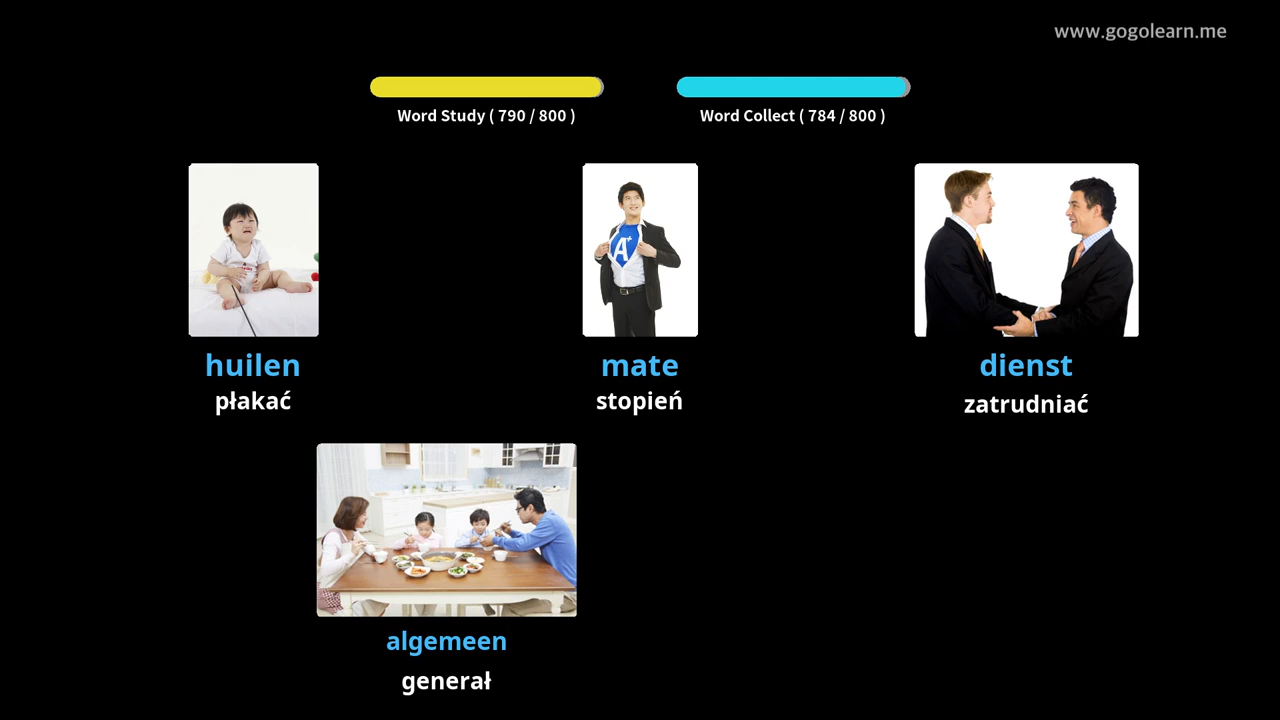 www.gogolearn.me
Word Study ( 790 / 800 )
Word Collect ( 784 / 800 )
A+
huilen
mate
dienst
płakać
stopień
zatrudniać
algemeen
generał